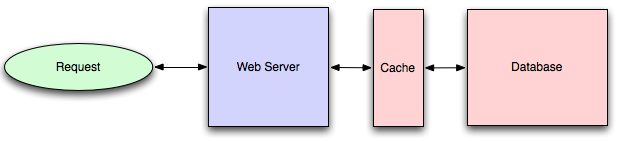 Request
Web Server
Cache
Database